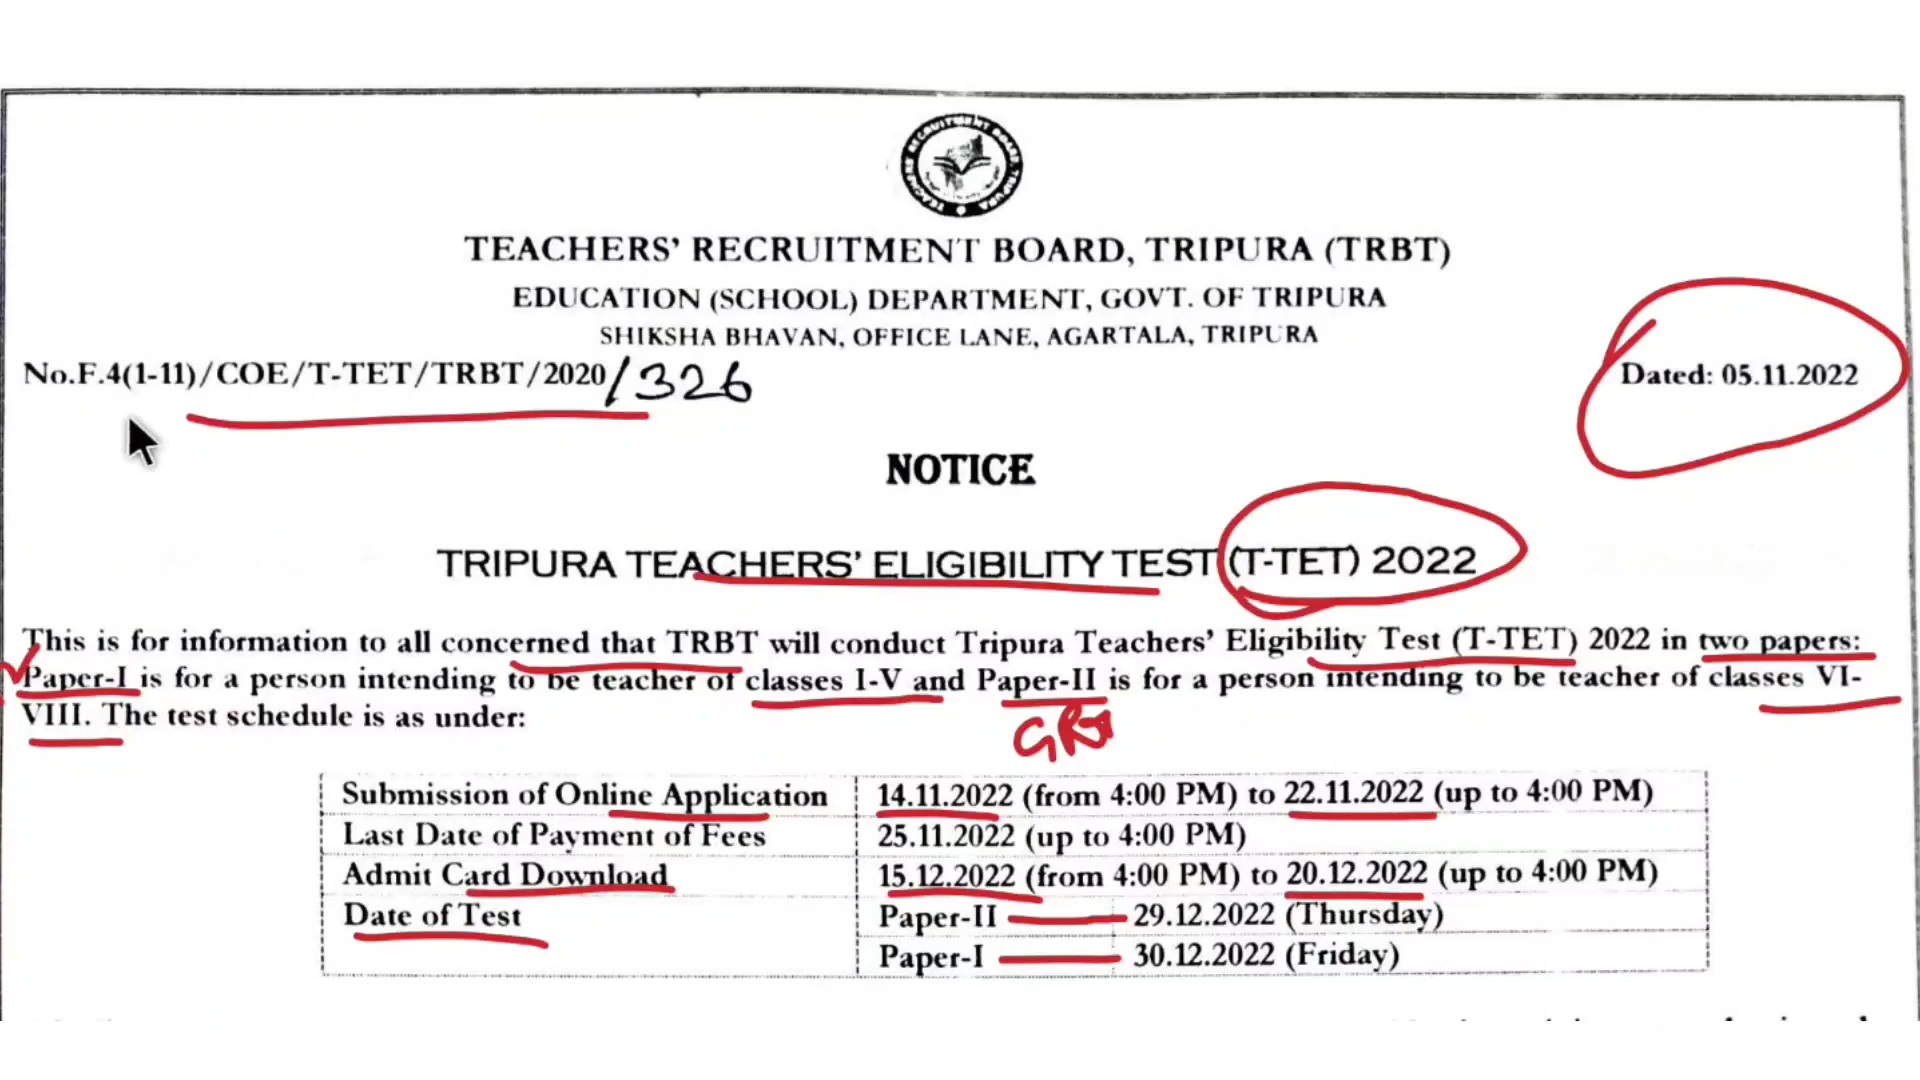 TEACHERS RECRUITMENT BOARD, TRIPURA
TEACHERS' RECRUITMENT BOARD, TRIPURA (TRBT)
EDUCATION (SCHOOL) DEPARTMENT, GOVT. OF TRIPURA
SHIKSHA BHAVAN, OFFICE LANE, AGARTALA, TRIPURA
No.F.4(1-11)/COE/T-TET/TRBT/2020/326 Dated: 05.11.2022
NOTICE
TRIPURA TEACHERS' ELIGIBILITY TEST (T-TET) 2022
This is for information to all concerned that TRBT will conduct Tripura Teachers' Eligibility Test (T-TET) 2022 in two papers:
Paper-I is for a person intending to be teacher of classes I-V and Paper-II is for a person intending to be teacher of classes VI-
VIII. The test schedule is as under:
Submission of Online Application 14.11.2022 (from 4:00 PM) to 22.11.2022 (up to 4:00 PM)
Last Date of Payment of Fees 25.11.2022 (up to 4:00 PM)
Admit Card Download 15.12.2022 (from 4:00 PM) to 20.12.2022 (up to 4:00 PM)
Date of Test Paper-II 29.12.2022 (Thursday)
Paper-I 30.12.2022 (Friday)